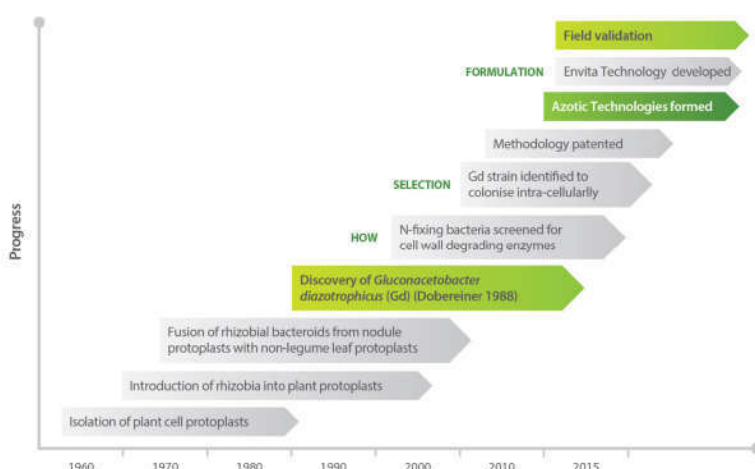 Field validation
FORMULATION
Envita Technology developed
Azotic Technologies formed
Methodology patented
SELECTION
Gd strain identified to
colonise intra-cellularlly
HOW
N-fixing bacteria screened for
cell wall degrading enzymes
Progress
Discovery of Gluconacetobacter
diazotrophicus (Gd) (Dobereiner 1988)
Fusion of rhizobial bacteroids from nodule
protoplasts with non-legume leaf protoplasts
Introduction of rhizobia into plant protoplasts
Isolation of plant cell protoplasts
1960 1970 1980 1990 2000 2010 2015